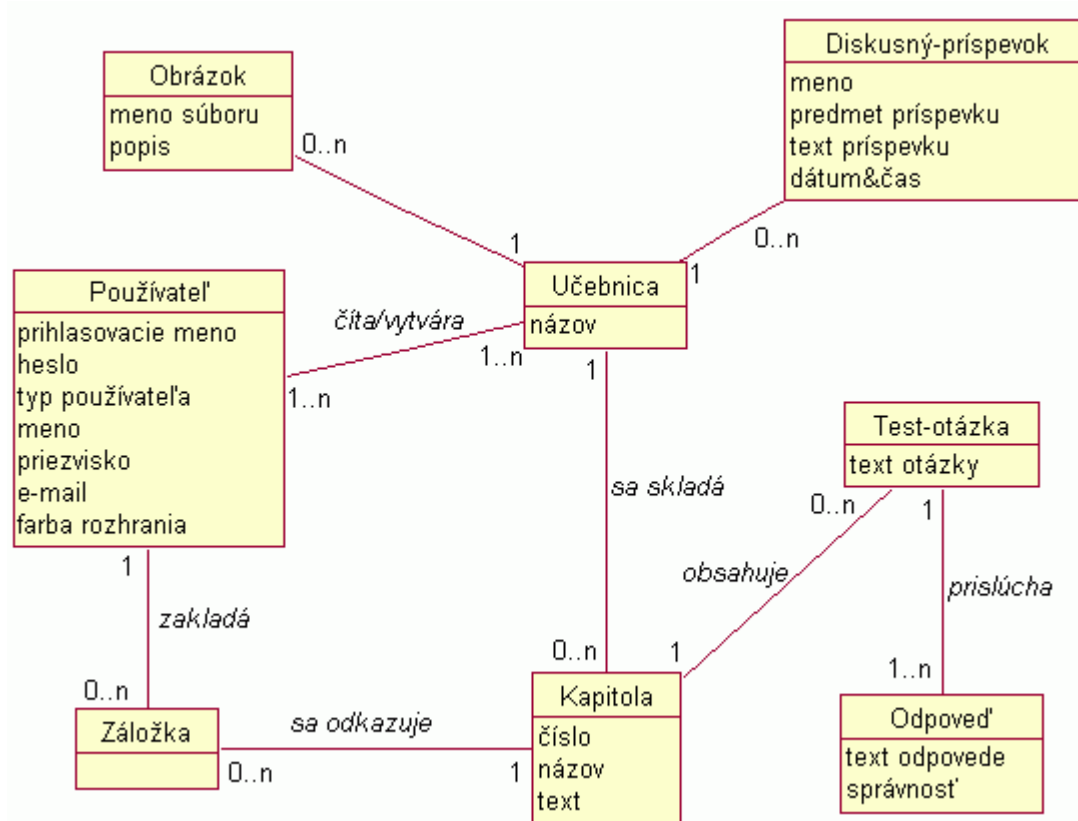 Obrázok
meno súboru
popis
0..n
Diskusný-príspevok
meno
predmet príspevku
text príspevku
dátum&čas
0..n
1
1
Učebnica
názov
Používateľ
prihlasovacie meno
heslo
typ používateľa
meno
priezvisko
e-mail
farba rozhrania
číta/vytvára
1..n
1..n
1
Test-otázka
text otázky
sa skladá
0..n
1
obsahuje
prislúcha
1
zakladá
0..n
0..n
1
1..n
Záložka
sa odkazuje
0..n
1
Kapitola
číslo
názov
text
Odpoveď
text odpovede
správnosť